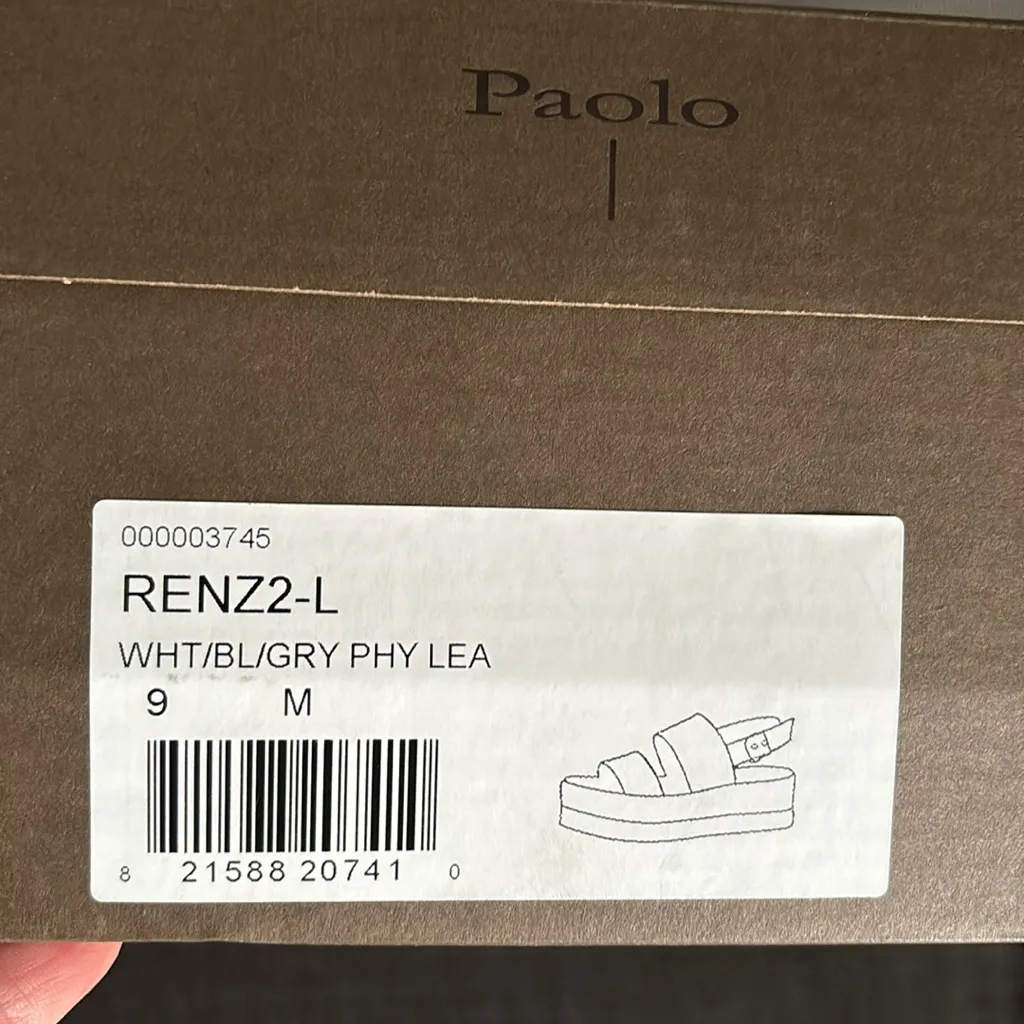 Paolo
000003745
RENZ2-L
WHT/BL/GRY PHY LEA
9 M
8 21588 20741 0